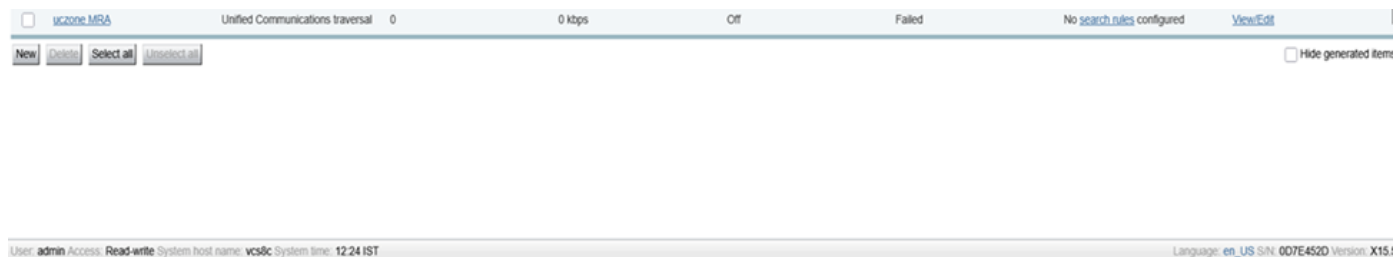 uczone MRA Unified Communications traversal 0 0 kbps Off Failed No search rules configured View/Edit
New Delete Select all Unselect all Hide generated items
User: admin Access: Read-write System host name: vcs8c System time: 12:24 IST Language: en_US S/N: 0D7E452D Version: X15.5